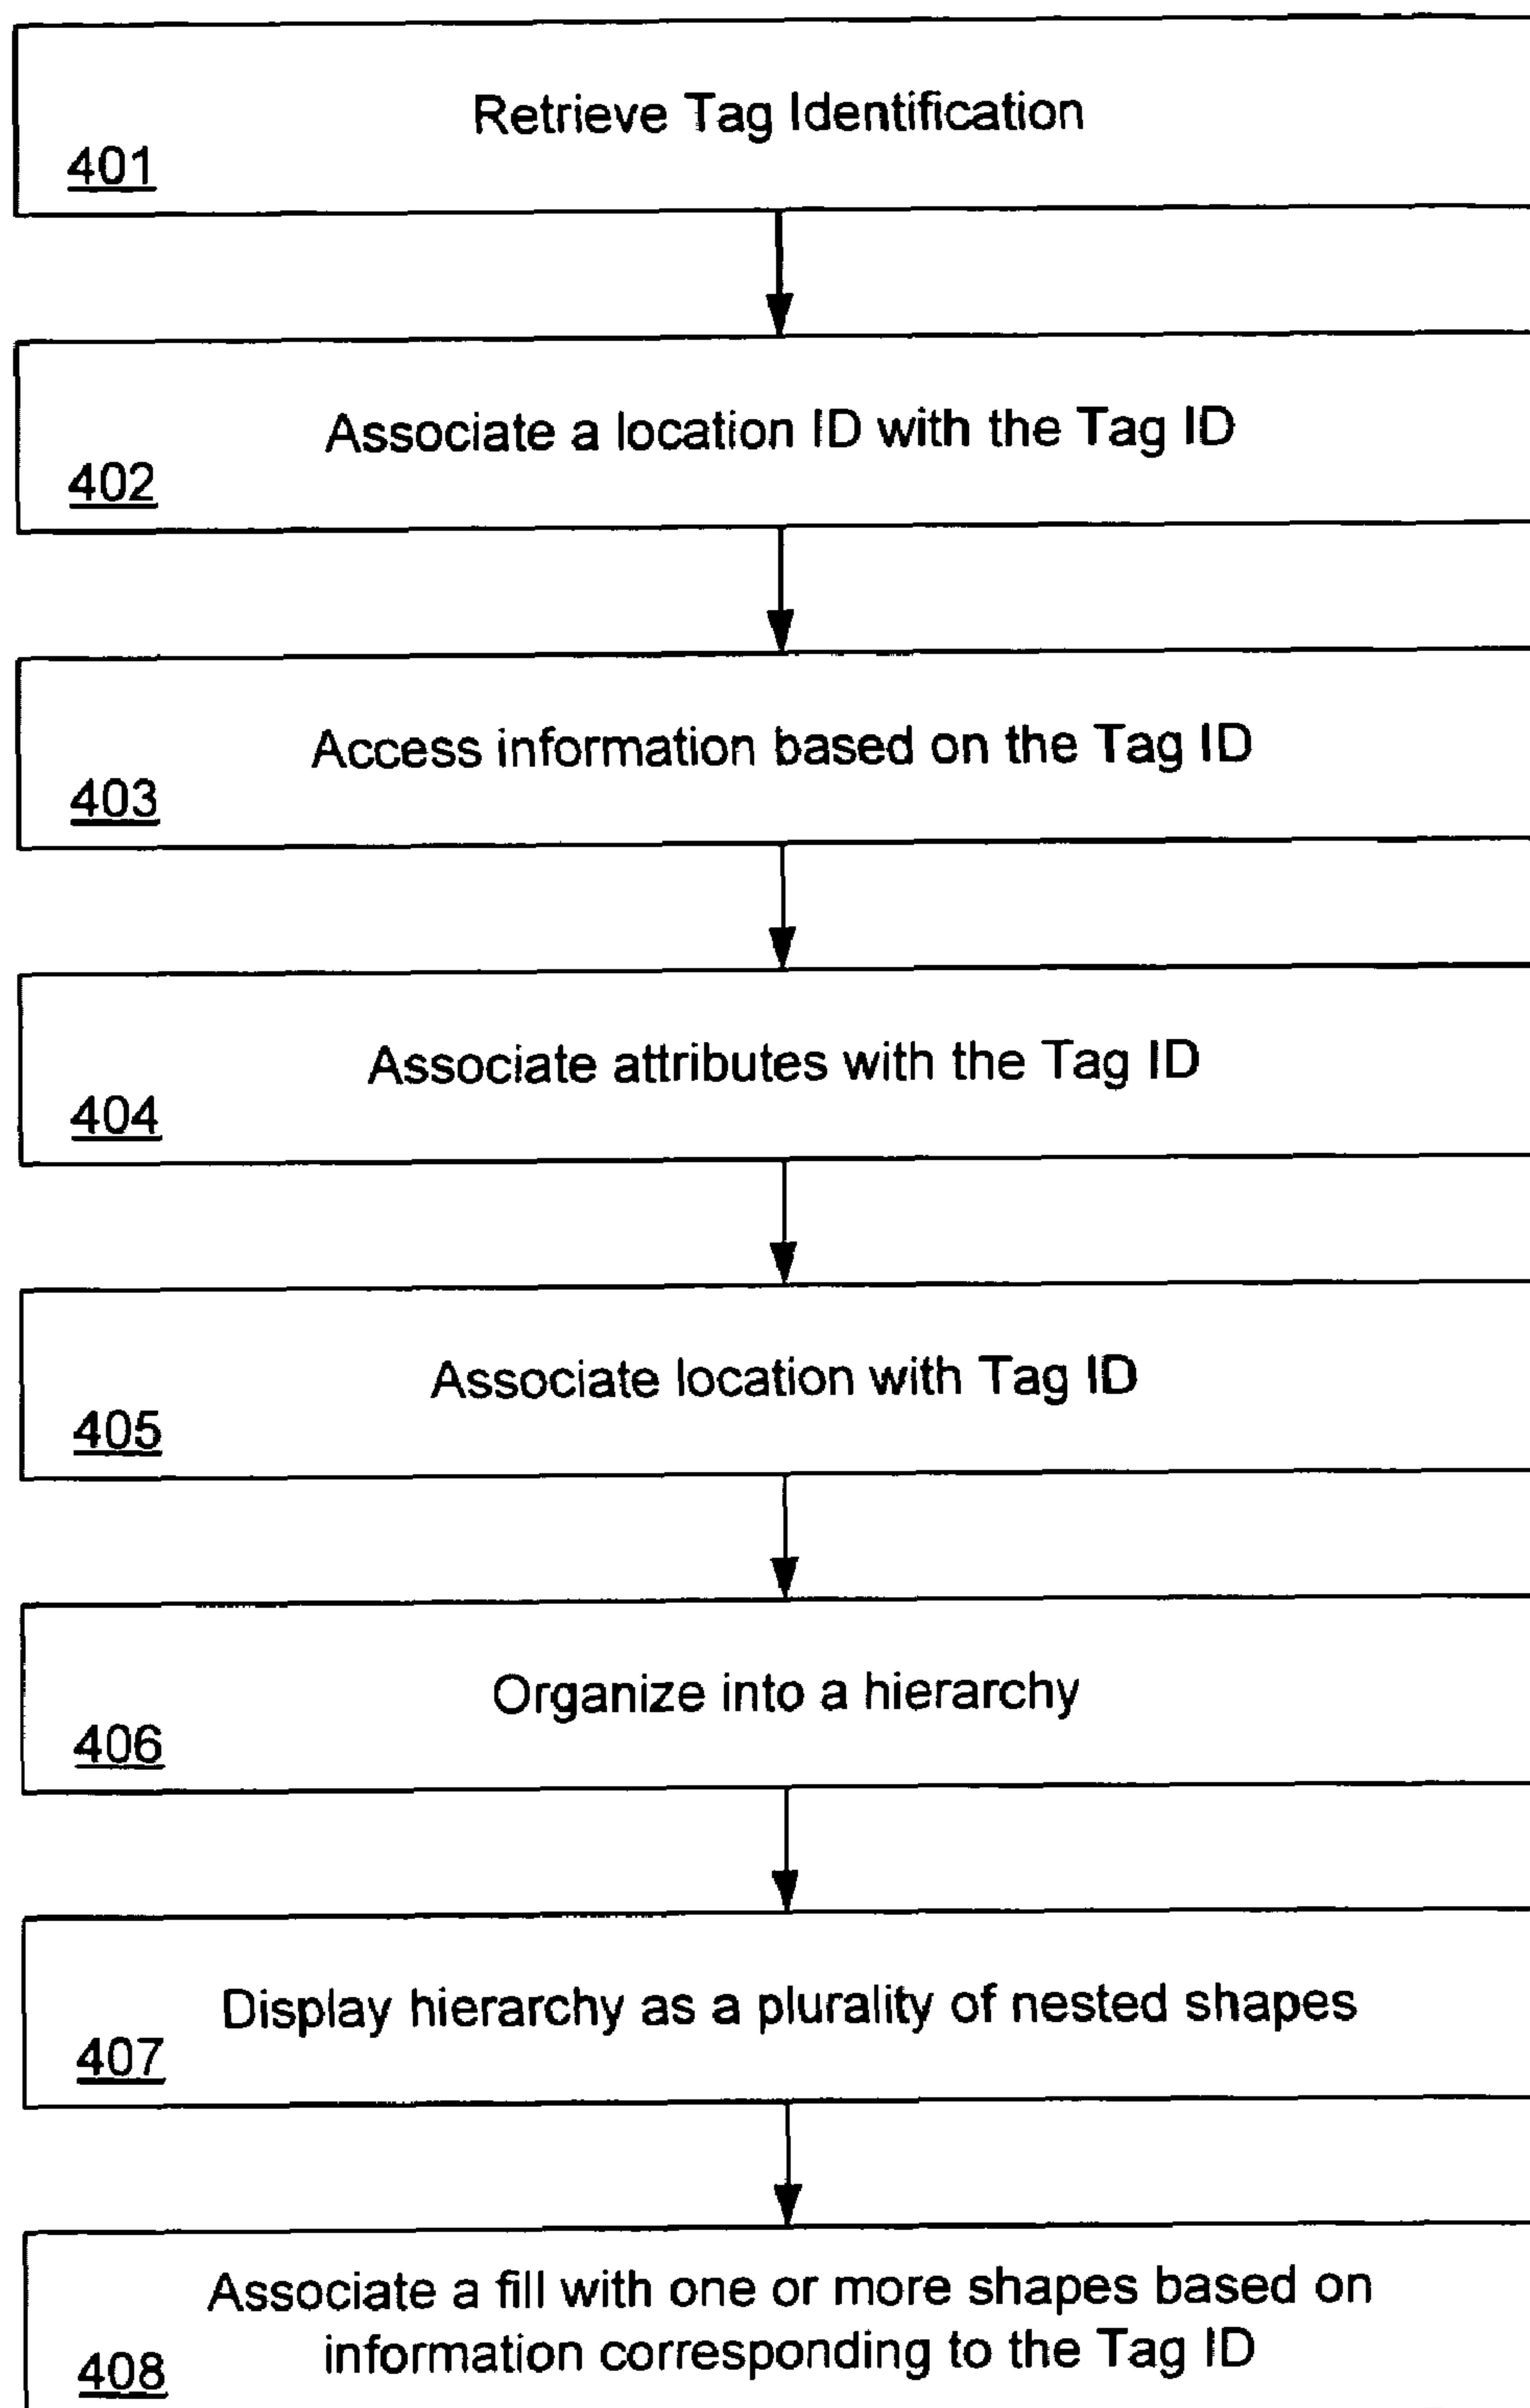 Retrieve Tag Identification
401
Associate a location ID with the Tag ID
402
Access information based on the Tag ID
403
Associate attributes with the Tag ID
404
Associate location with Tag ID
405
Organize into a hierarchy
406
Display hierarchy as a plurality of nested shapes
407
Associate a fill with one or more shapes based on
information corresponding to the Tag ID
408